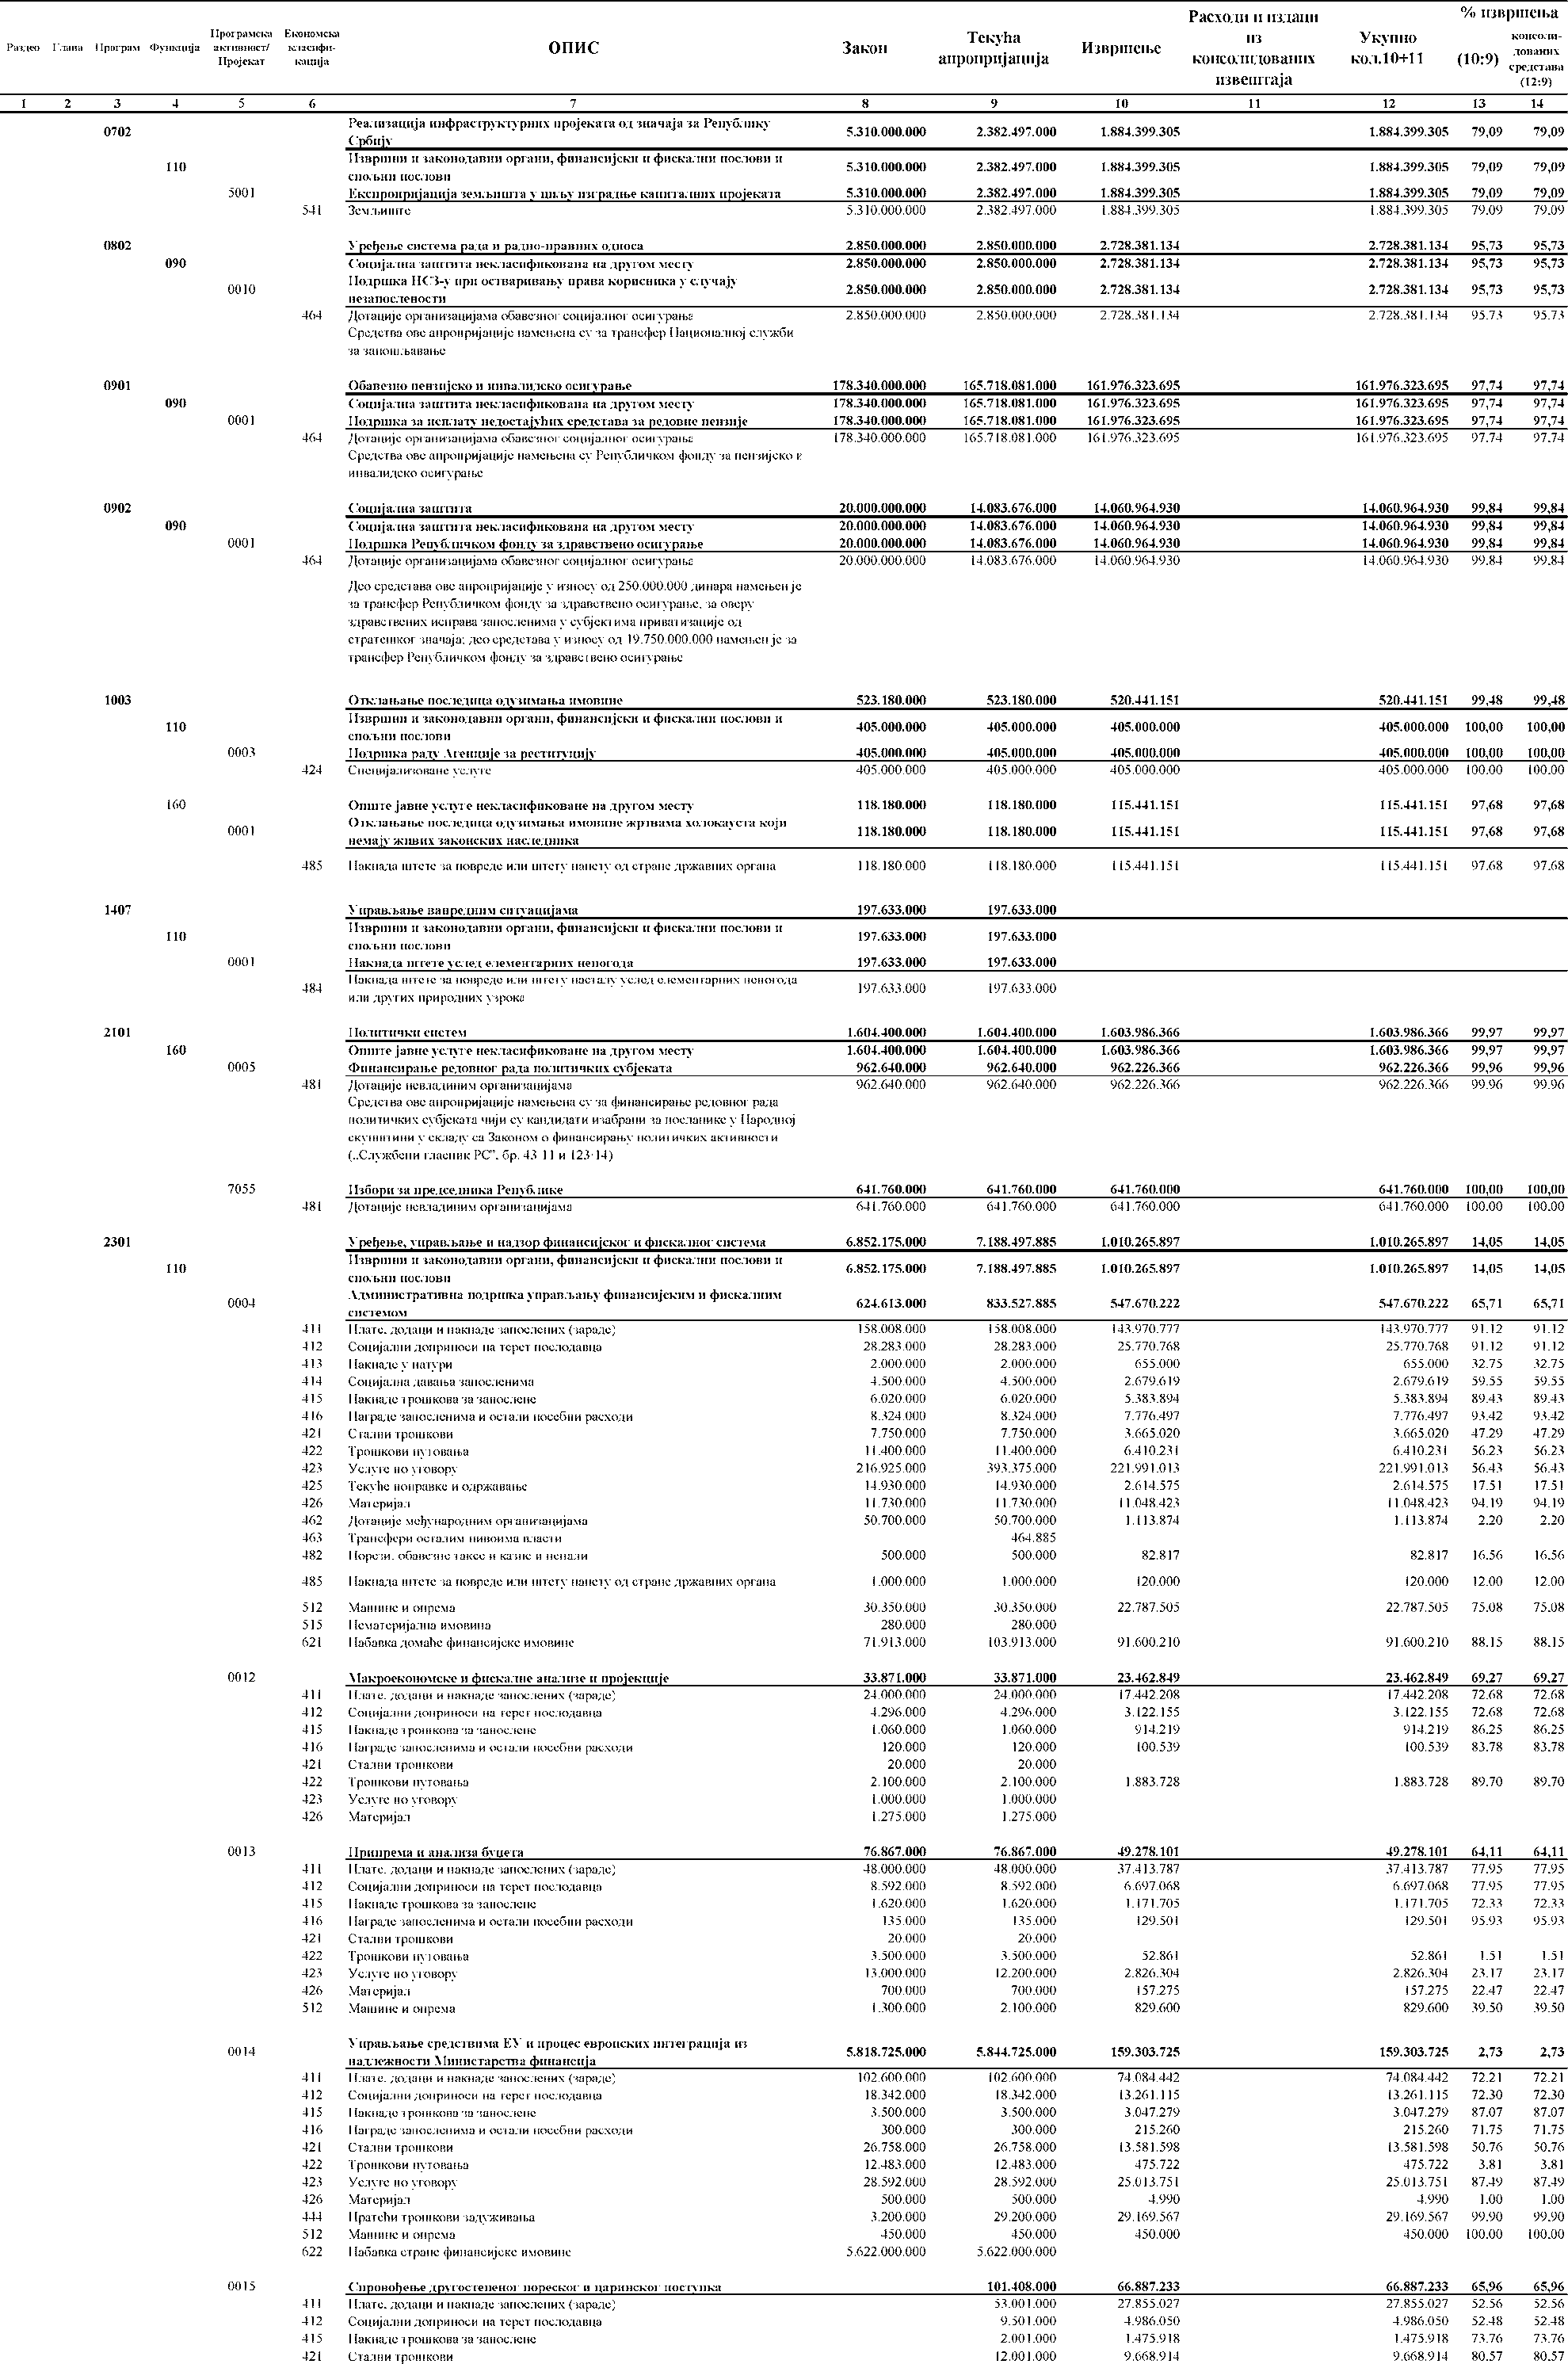 Раздео Глава Програм Функција Програмска активност/ Пројекат Економска класифи- кација ОПИС Закон Текућа апропријација Извршење Расходи и издаци из консолидованих извештаја Укупно кол.10+11 % извршења (10:9) консоли- дованих средстава (12:9)
1 2 3 4 5 6 7 8 9 10 11 12 13 14
0702 Реализација инфраструктурних пројеката од значаја за Републику Србију 5.310.000.000 2.382.497.000 1.884.399.305 1.884.399.305 79,09 79,09
110 Извршни и законодавни органи, финансијски и фискални послови и спољни послови 5.310.000.000 2.382.497.000 1.884.399.305 1.884.399.305 79,09 79,09
5001 Експропријација земљишта у циљу изградње капиталних пројеката 5.310.000.000 2.382.497.000 1.884.399.305 1.884.399.305 79,09 79,09
541 Земљиште 5.310.000.000 2.382.497.000 1.884.399.305 1.884.399.305 79,09 79,09
0802 Уређење система рада и радно-правних односа 2.850.000.000 2.850.000.000 2.728.381.134 2.728.381.134 95,73 95,73
090 Социјална заштита некласификована на другом месту 2.850.000.000 2.850.000.000 2.728.381.134 2.728.381.134 95,73 95,73
0010 Подршка НСЗ-у при остваривању права корисника у случају незапослености 2.850.000.000 2.850.000.000 2.728.381.134 2.728.381.134 95,73 95,73
464 Дотације организацијама обавезног социјалног осигурања 2.850.000.000 2.850.000.000 2.728.381.134 2.728.381.134 95,73 95,73
Средства ове апропријације намењена су за трансфер Националној служби
за запошљавање
0901 Обавезно пензијско и инвалидско осигурање 178.340.000.000 165.718.081.000 161.976.323.695 161.976.323.695 97,74 97,74
090 Социјална заштита некласификована на другом месту 178.340.000.000 165.718.081.000 161.976.323.695 161.976.323.695 97,74 97,74
0001 Подршка за исплату недостајућих средстава за редовне пензије 178.340.000.000 165.718.081.000 161.976.323.695 161.976.323.695 97,74 97,74
464 Дотације организацијама обавезног социјалног осигурања 178.340.000.000 165.718.081.000 161.976.323.695 161.976.323.695 97,74 97,74
Средства ове апропријације намењена су Републичком фонду за пензијско и
инвалидско осигурање
0902 Социјална заштита 20.000.000.000 14.083.676.000 14.060.964.930 14.060.964.930 99,84 99,84
090 Социјална заштита некласификована на другом месту 20.000.000.000 14.083.676.000 14.060.964.930 14.060.964.930 99,84 99,84
0001 Подршка Републичком фонду за здравствено осигурање 20.000.000.000 14.083.676.000 14.060.964.930 14.060.964.930 99,84 99,84
464 Дотације организацијама обавезног социјалног осигурања 20.000.000.000 14.083.676.000 14.060.964.930 14.060.964.930 99,84 99,84
Део средстава ове апропријације у износу од 250.000.000 динара намењен је
за трансфер Републичком фонду за здравствено осигурање, за оверу
здравствених исправа запосленима у субјектима приватизације од
стратешког значаја; део средстава у износу од 19.750.000.000 намењен је за
трансфер Републичком фонду за здравствено осигурање
1003 Отклањање последица одузимања имовине 523.180.000 523.180.000 520.441.151 520.441.151 99,48 99,48
110 Извршни и законодавни органи, финансијски и фискални послови и спољни послови 405.000.000 405.000.000 405.000.000 405.000.000 100,00 100,00
0003 Подршка раду Агенције за реституцију 405.000.000 405.000.000 405.000.000 405.000.000 100,00 100,00
424 Специјализоване услуге 405.000.000 405.000.000 405.000.000 405.000.000 100,00 100,00
160 Опште јавне услуге некласификоване на другом месту 118.180.000 118.180.000 115.441.151 115.441.151 97,68 97,68
0001 Отклањање последица одузимања имовине жртвама холокауста који немају живих законских наследника 118.180.000 118.180.000 115.441.151 115.441.151 97,68 97,68
485 Накнада штете за повреде или штету нанету од стране државних органа 118.180.000 118.180.000 115.441.151 115.441.151 97,68 97,68
1407 Управљање ванредним ситуацијама 197.633.000 197.633.000
110 Извршни и законодавни органи, финансијски и фискални послови и спољни послови 197.633.000 197.633.000
0001 Накнада штете услед елементарних непогода 197.633.000 197.633.000
484 Накнада штете за повреде или штету насталу услед елементарних непогода или других природних узрока 197.633.000 197.633.000
2101 Политички систем 1.604.400.000 1.604.400.000 1.603.986.366 1.603.986.366 99,97 99,97
160 Опште јавне услуге некласификоване на другом месту 1.604.400.000 1.604.400.000 1.603.986.366 1.603.986.366 99,97 99,97
0005 Финансирање редовног рада политичких субјеката 962.640.000 962.640.000 962.226.366 962.226.366 99,96 99,96
481 Дотације невладиним организацијама 962.640.000 962.640.000 962.226.366 962.226.366 99,96 99,96
Средства ове апропријације намењена су за финансирање редовног рада
политичких субјеката чији су кандидати изабрани за посланике у Народној
скупштини у складу са Законом о финансирању политичких активности
(„Службени гласник РС”, бр. 43/11 и 123/14)
7055 Избори за председника Републике 641.760.000 641.760.000 641.760.000 641.760.000 100,00 100,00
481 Дотације невладиним организацијама 641.760.000 641.760.000 641.760.000 641.760.000 100,00 100,00
2301 Уређење, управљање и надзор финансијског и фискалног система 6.852.175.000 7.188.497.885 1.010.265.897 1.010.265.897 14,05 14,05
110 Извршни и законодавни органи, финансијски и фискални послови и спољни послови 6.852.175.000 7.188.497.885 1.010.265.897 1.010.265.897 14,05 14,05
0004 Административна подршка управљању финансијским и фискалним системом 624.613.000 833.527.885 547.670.222 547.670.222 65,71 65,71
411 Плате, додаци и накнаде запослених (зараде) 158.008.000 158.008.000 143.970.777 143.970.777 91,12 91,12
412 Социјални доприноси на терет послодавца 28.283.000 28.283.000 25.770.768 25.770.768 91,12 91,12
413 Накнаде у натури 2.000.000 2.000.000 655.000 655.000 32,75 32,75
414 Социјална давања запосленима 4.500.000 4.500.000 2.679.619 2.679.619 59,55 59,55
415 Накнаде трошкова за запослене 6.020.000 6.020.000 5.383.894 5.383.894 89,43 89,43
416 Награде запосленима и остали посебни расходи 8.324.000 8.324.000 7.776.497 7.776.497 93,42 93,42
421 Стални трошкови 7.750.000 7.750.000 3.665.020 3.665.020 47,29 47,29
422 Трошкови путовања 11.400.000 11.400.000 6.410.231 6.410.231 56,23 56,23
423 Услуге по уговору 216.925.000 393.375.000 221.991.013 221.991.013 56,43 56,43
425 Текуће поправке и одржавање 14.930.000 14.930.000 2.614.575 2.614.575 17,51 17,51
426 Материјал 11.730.000 11.730.000 11.048.423 11.048.423 94,19 94,19
462 Дотације међународним организацијама 50.700.000 50.700.000 1.113.874 1.113.874 2,20 2,20
463 Трансфери осталим нивоима власти 464.885
482 Порези, обавезне таксе и казне и пенали 500.000 500.000 82.817 82.817 16,56 16,56
485 Накнада штете за повреде или штету нанету од стране државних органа 1.000.000 1.000.000 120.000 120.000 12,00 12,00
512 Машине и опрема 30.350.000 30.350.000 22.787.505 22.787.505 75,08 75,08
515 Нематеријална имовина 280.000 280.000
621 Набавка домаће финансијске имовине 71.913.000 103.913.000 91.600.210 91.600.210 88,15 88,15
0012 Макроекономске и фискалне анализе и пројекције 33.871.000 33.871.000 23.462.849 23.462.849 69,27 69,27
411 Плате, додаци и накнаде запослених (зараде) 24.000.000 24.000.000 17.442.208 17.442.208 72,68 72,68
412 Социјални доприноси на терет послодавца 4.296.000 4.296.000 3.122.155 3.122.155 72,68 72,68
415 Накнаде трошкова за запослене 1.060.000 1.060.000 914.219 914.219 86,25 86,25
416 Награде запосленима и остали посебни расходи 120.000 120.000 100.539 100.539 83,78 83,78
421 Стални трошкови 20.000 20.000
422 Трошкови путовања 2.100.000 2.100.000 1.883.728 1.883.728 89,70 89,70
423 Услуге по уговору 1.000.000 1.000.000
426 Материјал 1.275.000 1.275.000
0013 Припрема и анализа буџета 76.867.000 76.867.000 49.278.101 49.278.101 64,11 64,11
411 Плате, додаци и накнаде запослених (зараде) 48.000.000 48.000.000 37.413.787 37.413.787 77,95 77,95
412 Социјални доприноси на терет послодавца 8.592.000 8.592.000 6.697.068 6.697.068 77,95 77,95
415 Накнаде трошкова за запослене 1.620.000 1.620.000 1.171.705 1.171.705 72,33 72,33
416 Награде запосленима и остали посебни расходи 135.000 135.000 129.501 129.501 95,93 95,93
421 Стални трошкови 20.000 20.000
422 Трошкови путовања 3.500.000 3.500.000 52.861 52.861 1,51 1,51
423 Услуге по уговору 13.000.000 12.200.000 2.826.304 2.826.304 23,17 23,17
426 Материјал 700.000 700.000 157.275 157.275 22,47 22,47
512 Машине и опрема 1.300.000 2.100.000 829.600 829.600 39,50 39,50
0014 Управљање средствима ЕУ и процес европских интеграција из надлежности Министарства финансија 5.818.725.000 5.844.725.000 159.303.725 159.303.725 2,73 2,73
411 Плате, додаци и накнаде запослених (зараде) 102.600.000 102.600.000 74.084.442 74.084.442 72,21 72,21
412 Социјални доприноси на терет послодавца 18.342.000 18.342.000 13.261.115 13.261.115 72,30 72,30
415 Накнаде трошкова за запослене 3.500.000 3.500.000 3.047.279 3.047.279 87,07 87,07
416 Награде запосленима и остали посебни расходи 300.000 300.000 215.260 215.260 71,75 71,75
421 Стални трошкови 26.758.000 26.758.000 13.581.598 13.581.598 50,76 50,76
422 Трошкови путовања 12.483.000 12.483.000 475.722 475.722 3,81 3,81
423 Услуге по уговору 28.592.000 28.592.000 25.013.751 25.013.751 87,49 87,49
426 Материјал 500.000 500.000 4.990 4.990 1,00 1,00
444 Пратећи трошкови задуживања 3.200.000 29.200.000 29.169.567 29.169.567 99,90 99,90
512 Машине и опрема 450.000 450.000 450.000 450.000 100,00 100,00
622 Набавка стране финансијске имовине 5.622.000.000 5.622.000.000
0015 Спровођење другостепеног пореског и царинског поступка 101.408.000 66.887.233 66.887.233 65,96 65,96
411 Плате, додаци и накнаде запослених (зараде) 53.001.000 27.855.027 27.855.027 52,56 52,56
412 Социјални доприноси на терет послодавца 9.501.000 4.986.050 4.986.050 52,48 52,48
415 Накнаде трошкова за запослене 2.001.000 1.475.918 1.475.918 73,76 73,76
421 Стални трошкови 12.001.000 9.668.914 9.668.914 80,57 80,57